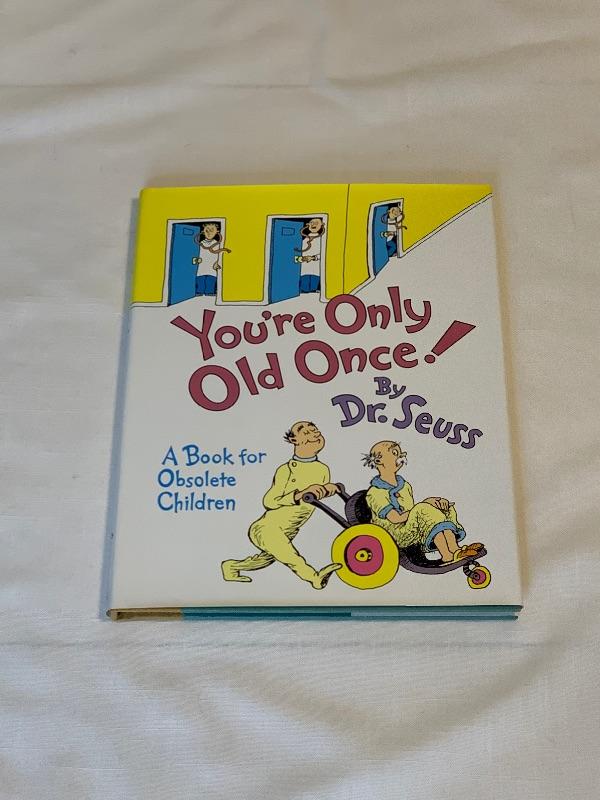 You're Only
Old Once!
By
Dr. Seuss
A Book for
Obsolete
Children